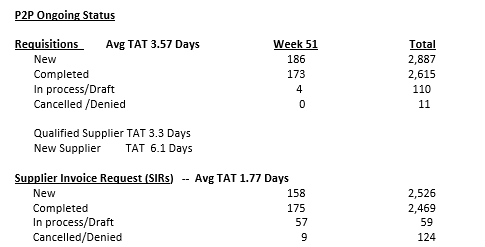 P2P Ongoing Status
Requisitions Avg TAT 3.57 Days Week 51 Total
New 186 2,887
Completed 173 2,615
In process/Draft 4 110
Cancelled /Denied 0 11
Qualified Supplier TAT 3.3 Days
New Supplier TAT 6.1 Days
Supplier Invoice Request (SIRs) -- Avg TAT 1.77 Days
New 158 2,526
Completed 175 2,469
In process/Draft 57 59
Cancelled/Denied 9 124